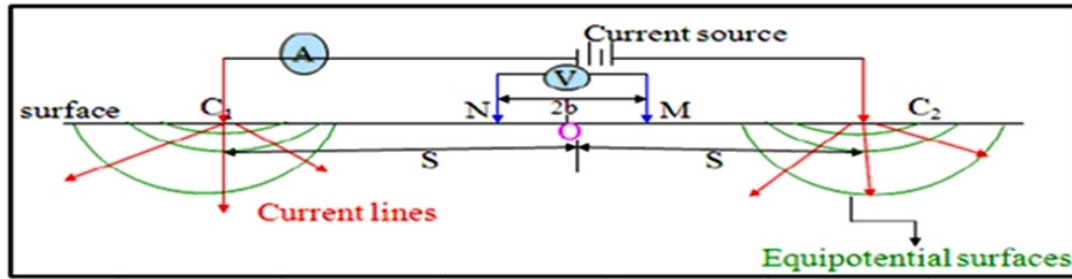 Current source
A
V
surface C₁ N 2b M C₂
O
S S
Current lines
Equipotential surfaces